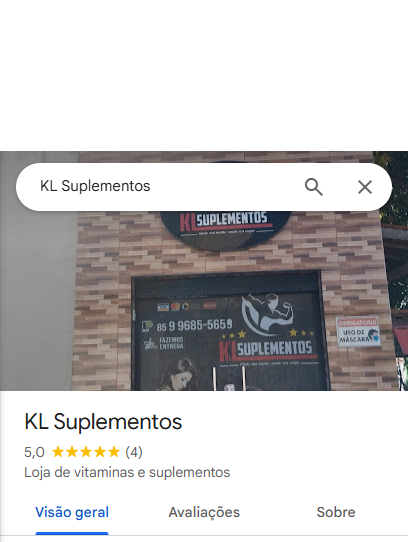 KL Suplementos
KL SUPLEMENTOS
85 9 9685-5659
FAZEMOS
ENTREGA
KL SUPLEMENTOS
OBRIGATÓRIO
USO DE
MÁSCARA
KL Suplementos
5,0 (4)
Loja de vitaminas e suplementos
Visão geral Avaliações Sobre